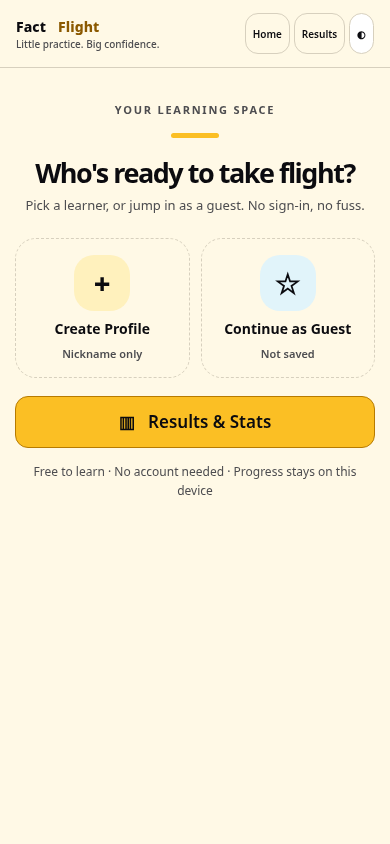 Fact Flight
Little practice. Big confidence.
Home
Results
YOUR LEARNING SPACE
Who's ready to take flight?
Pick a learner, or jump in as a guest. No sign-in, no fuss.
Create Profile
Nickname only
Continue as Guest
Not saved
Results & Stats
Free to learn · No account needed · Progress stays on this
device